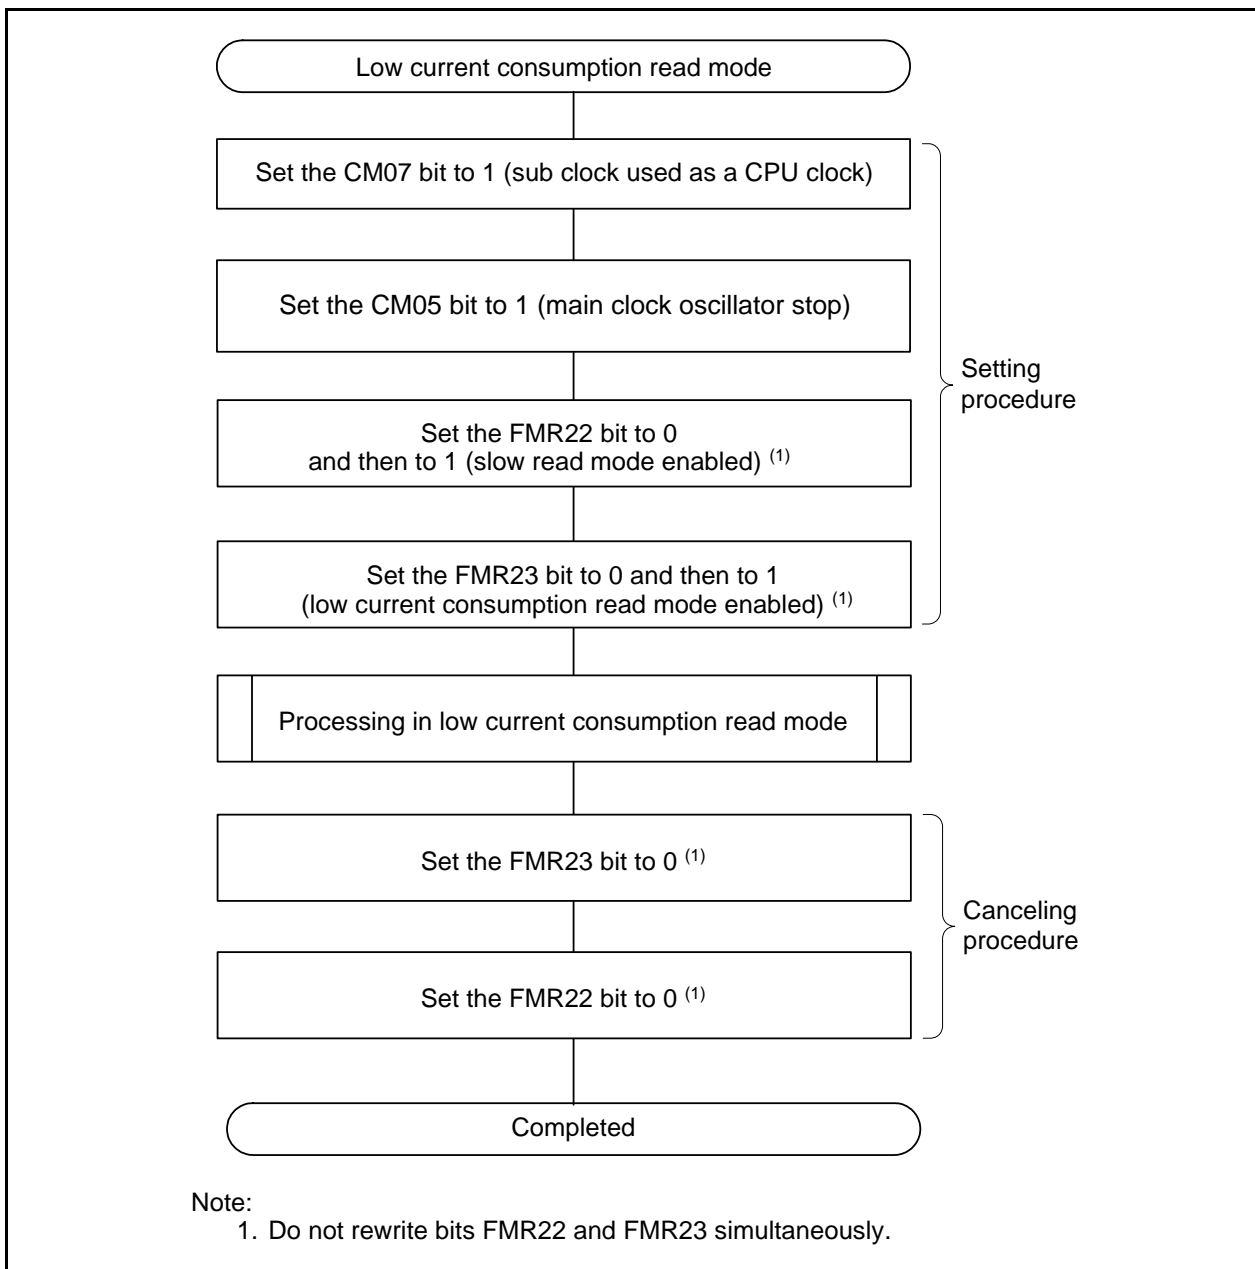 Low current consumption read mode
Set the CM07 bit to 1 (sub clock used as a CPU clock)
Set the CM05 bit to 1 (main clock oscillator stop)
Set the FMR22 bit to 0
and then to 1 (slow read mode enabled) (1)
Set the FMR23 bit to 0 and then to 1
(low current consumption read mode enabled) (1)
Setting
procedure
Processing in low current consumption read mode
Set the FMR23 bit to 0 (1)
Set the FMR22 bit to 0 (1)
Canceling
procedure
Completed
Note:
1. Do not rewrite bits FMR22 and FMR23 simultaneously.